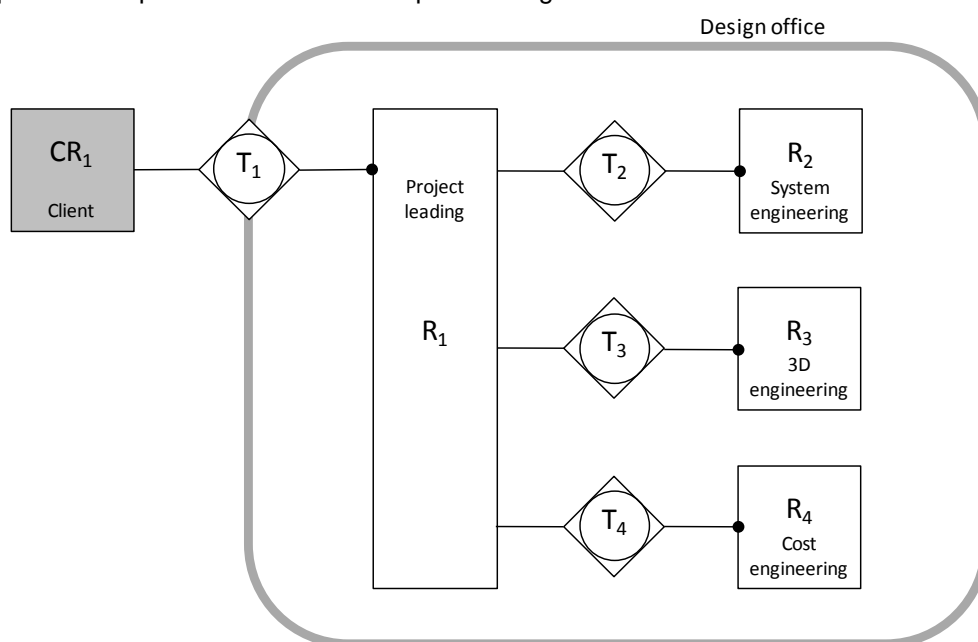 Design office
CR1
Client
T1
Project
leading
R1
T2
R2
System
engineering
T3
R3
3D
engineering
T4
R4
Cost
engineering